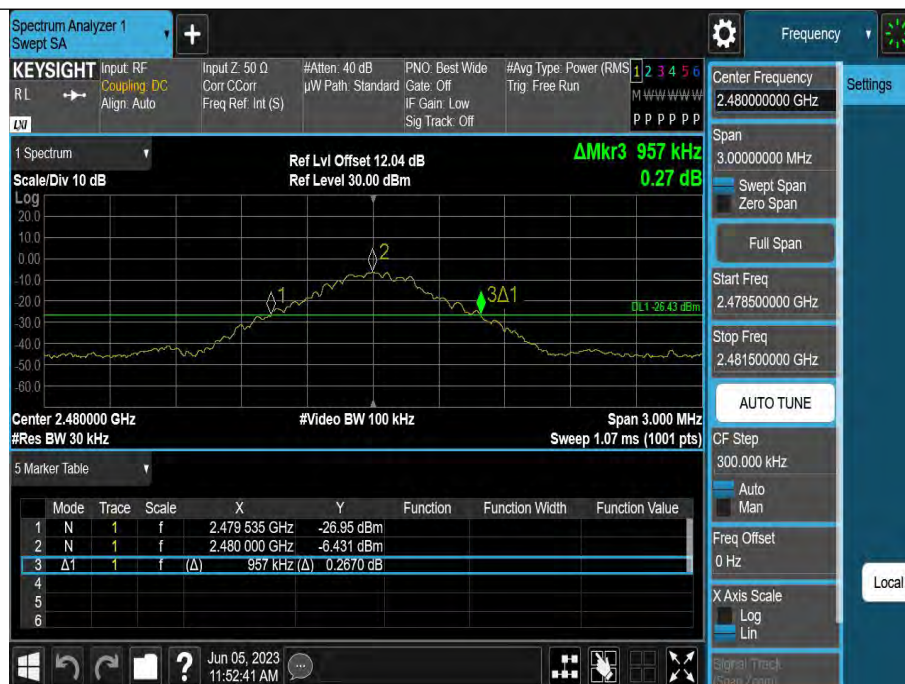 Spectrum Analyzer 1
Swept SA
+
Frequency
KEYSIGHT
R L
LXI
Input: RF
Coupling: DC
Align: Auto
Input Z: 50 Ω
Corr CCorr
Freq Ref: Int (S)
#Atten: 40 dB
µW Path: Standard
PNO: Best Wide
Gate: Off
IF Gain: Low
Sig Track: Off
#Avg Type: Power (RMS
Trig: Free Run
1 2 3 4 5 6
M W W W W W
P P P P P P
1 Spectrum
Scale/Div 10 dB
Ref Lvl Offset 12.04 dB
Ref Level 30.00 dBm
ΔMkr3 957 kHz
0.27 dB
Log
20.0
10.0
0.00
-10.0
-20.0
-30.0
-40.0
-50.0
-60.0
1
2
3Δ1
DL1 -26.43 dBm
Center 2.480000 GHz
#Res BW 30 kHz
#Video BW 100 kHz
Span 3.000 MHz
Sweep 1.07 ms (1001 pts)
5 Marker Table
Mode Trace Scale X Y Function Function Width Function Value
1 N 1 f 2.479 535 GHz -26.95 dBm
2 N 1 f 2.480 000 GHz -6.431 dBm
3 Δ1 1 f (Δ) 957 kHz (Δ) 0.2670 dB
4
5
6
Jun 05, 2023
11:52:41 AM
?
Center Frequency
2.480000000 GHz
Span
3.00000000 MHz
Swept Span
Zero Span
Full Span
Start Freq
2.478500000 GHz
Stop Freq
2.481500000 GHz
AUTO TUNE
CF Step
300.000 kHz
Auto
Man
Freq Offset
0 Hz
X Axis Scale
Log
Lin
Signal Track
(Span Zoom)
Settings
Local